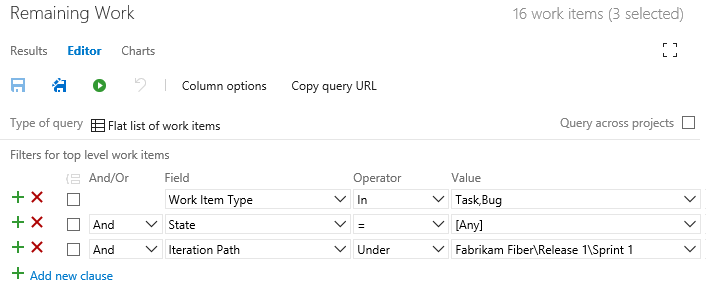 Remaining Work
16 work items (3 selected)
Results Editor Charts
Column options Copy query URL
Type of query Flat list of work items Query across projects
Filters for top level work items
And/Or Field Operator Value
Work Item Type In Task,Bug
And State = [Any]
And Iteration Path Under Fabrikam Fiber\Release 1\Sprint 1
Add new clause